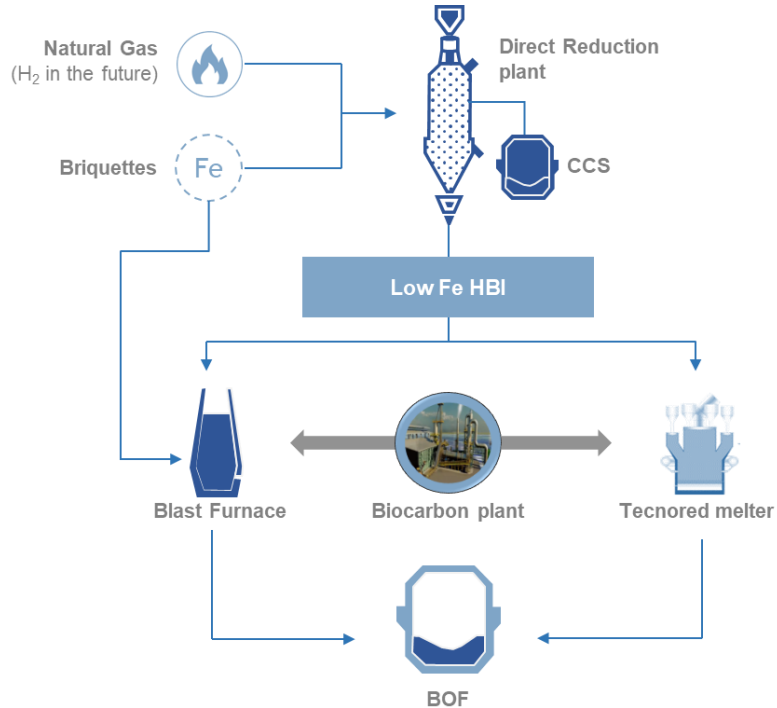 Natural Gas
(H₂ in the future)
Direct Reduction
plant
Briquettes
Fe
CCS
Low Fe HBI
Blast Furnace
Biocarbon plant
Tecnored melter
BOF